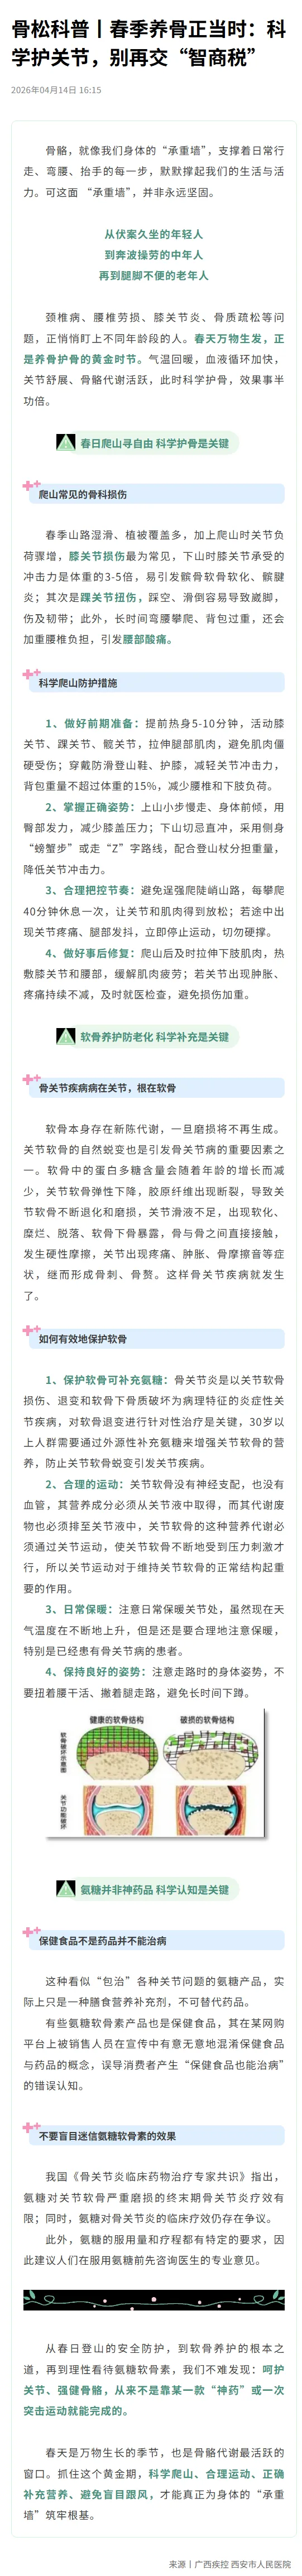 骨松科普丨春季养骨正当时：科
学护关节，别再交“智商税”
2026年04月14日 16:15
骨骼，就像我们身体的“承重墙”，支撑着日常行
走、弯腰、抬手的每一步，默默撑起我们的生活与活
力。可这面 “承重墙”，并非永远坚固。
从伏案久坐的年轻人
到奔波操劳的中年人
再到腿脚不便的老年人
颈椎病、腰椎劳损、膝关节炎、骨质疏松等问
题，正悄悄盯上不同年龄段的人。春天万物生发，正
是养骨护骨的黄金时节。气温回暖，血液循环加快，
关节舒展、骨骼代谢活跃，此时科学护骨，效果事半
功倍。
春日爬山寻自由 科学护骨是关键
爬山常见的骨科损伤
春季山路湿滑、植被覆盖多，加上爬山时关节负
荷骤增，膝关节损伤最为常见，下山时膝关节承受的
冲击力是体重的3-5倍，易引发髌骨软骨软化、髌腱
炎；其次是踝关节扭伤，踩空、滑倒容易导致崴脚，
伤及韧带；此外，长时间弯腰攀爬、背包过重，还会
加重腰椎负担，引发腰部酸痛。
科学爬山防护措施
1、做好前期准备：提前热身5-10分钟，活动膝
关节、踝关节、髋关节，拉伸腿部肌肉，避免肌肉僵
硬受伤；穿戴防滑登山鞋、护膝，减轻关节冲击力，
背包重量不超过体重的15%，减少腰椎和下肢负荷。
2、掌握正确姿势：上山小步慢走、身体前倾，用
臀部发力，减少膝盖压力；下山切忌直冲，采用侧身
“螃蟹步”或走“Z”字路线，配合登山杖分担重量，
降低关节冲击力。
3、合理把控节奏：避免逞强爬陡峭山路，每攀爬
40分钟休息一次，让关节和肌肉得到放松；若途中出
现关节疼痛、腿部发抖，立即停止运动，切勿硬撑。
4、做好事后修复：爬山后及时拉伸下肢肌肉，热
敷膝关节和腰部，缓解肌肉疲劳；若关节出现肿胀、
疼痛持续不减，及时就医检查，避免损伤加重。
软骨养护防老化 科学补充是关键
骨关节疾病病在关节，根在软骨
软骨本身存在新陈代谢，一旦磨损将不再生成。
关节软骨的自然蜕变也是引发骨关节病的重要因素之
一。软骨中的蛋白多糖含量会随着年龄的增长而减
少，关节软骨弹性下降，胶原纤维出现断裂，导致关
节软骨不断退化和磨损，关节滑液不足，出现软化、
糜烂、脱落、软骨下骨暴露，骨与骨之间直接接触，
发生硬性摩擦，关节出现疼痛、肿胀、骨摩擦音等症
状，继而形成骨刺、骨赘。这样骨关节疾病就发生
了。
如何有效地保护软骨
1、保护软骨可补充氨糖：骨关节炎是以关节软骨
损伤、退变和软骨下骨质破坏为病理特征的炎症性关
节疾病，对软骨退变进行针对性治疗是关键，30岁以
上人群需要通过外源性补充氨糖来增强关节软骨的营
养，防止关节软骨蜕变引发关节疾病。
2、合理的运动：关节软骨没有神经支配，也没有
血管，其营养成分必须从关节液中取得，而其代谢废
物也必须排至关节液中，关节软骨的这种营养代谢必
须通过关节运动，使关节软骨不断地受到压力刺激才
行，所以关节运动对于维持关节软骨的正常结构起重
要的作用。
3、日常保暖：注意日常保暖关节处，虽然现在天
气温度在不断地上升，但是还是要合理地注意保暖，
特别是已经患有骨关节病的患者。
4、保持良好的姿势：注意走路时的身体姿势，不
要扭着腰干活、撇着腿走路，避免长时间下蹲。
健康的软骨结构
破损的软骨结构
软骨破坏示意图
关节功能破坏
氨糖并非神药品 科学认知是关键
保健食品不是药品并不能治病
这种看似“包治”各种关节问题的氨糖产品，实
际上只是一种膳食营养补充剂，不可替代药品。
有些氨糖软骨素产品也是保健食品，其在某网购
平台上被销售人员在宣传中有意无意地混淆保健食品
与药品的概念，误导消费者产生“保健食品也能治病”
的错误认知。
不要盲目迷信氨糖软骨素的效果
我国《骨关节炎临床药物治疗专家共识》指出，
氨糖对关节软骨严重磨损的终末期骨关节炎疗效有
限；同时，氨糖对骨关节炎的临床疗效仍存在争议。
此外，氨糖的服用量和疗程都有特定的要求，因
此建议人们在服用氨糖前先咨询医生的专业意见。
从春日登山的安全防护，到软骨养护的根本之
道，再到理性看待氨糖软骨素，我们不难发现：呵护
关节、强健骨骼，从来不是靠某一款“神药”或一次
突击运动就能完成的。
春天是万物生长的季节，也是骨骼代谢最活跃的
窗口。抓住这个黄金期，科学爬山、合理运动、正确
补充营养、避免盲目跟风，才能真正为身体的“承重
墙”筑牢根基。
来源丨广西疾控 西安市人民医院